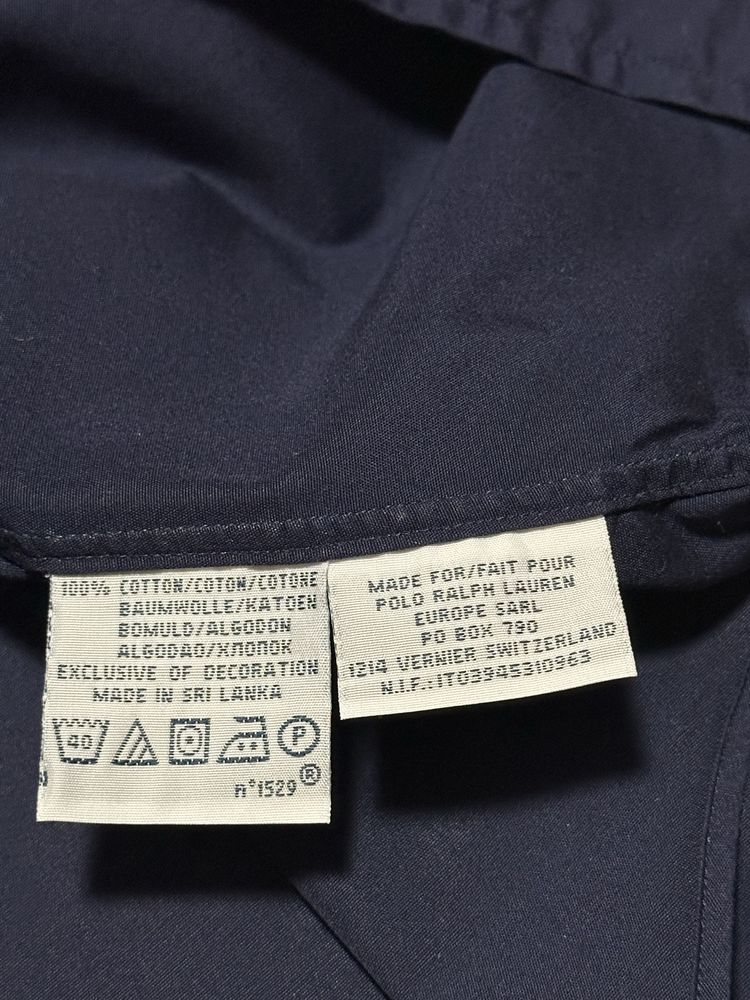 100% COTTON/COTON/COTONE
BAUMWOLLE/KATOEN
BOMULD/ALGODON
ALGODAO/ХЛОПОК
EXCLUSIVE OF DECORATION
MADE IN SRI LANKA
40
P
n°1529®
MADE FOR/FAIT POUR
POLO RALPH LAUREN
EUROPE SARL
PO BOX 790
1214 VERNIER SWITZERLAND
N.I.F.:IT03945310963